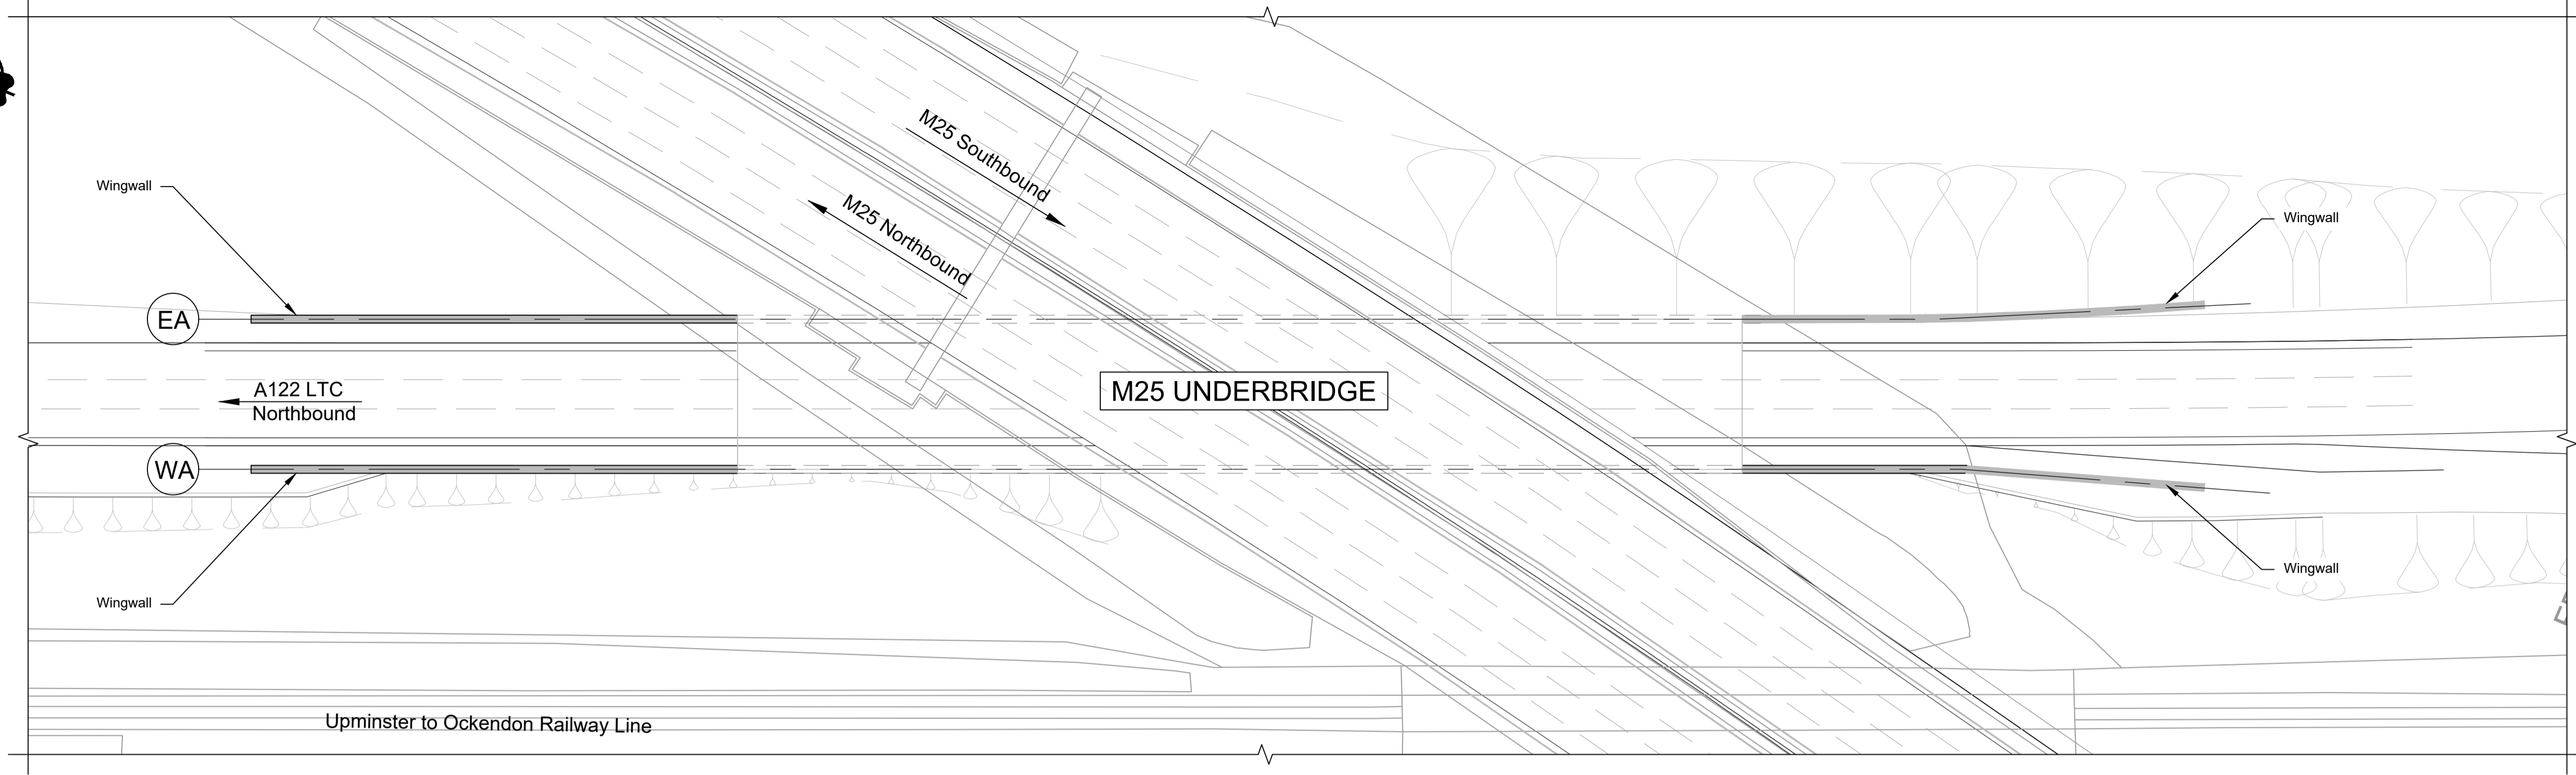 M25 Southbound
M25 Northbound
Wingwall
Wingwall
EA
A122 LTC
Northbound
M25 UNDERBRIDGE
WA
Wingwall
Wingwall
Upminster to Ockendon Railway Line